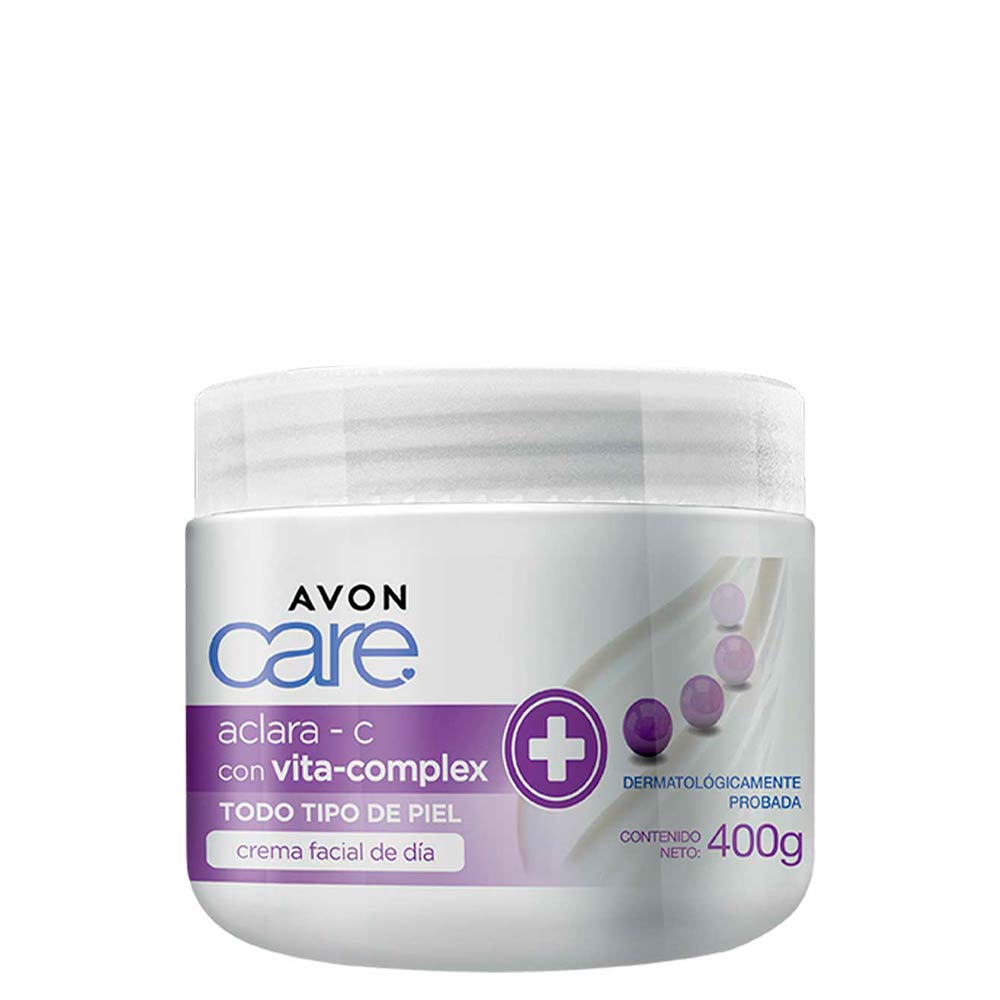 AVON
care
aclara - c
con vita-complex
TODO TIPO DE PIEL
crema facial de día
DERMATOLÓGICAMENTE
PROBADA
CONTENIDO
NETO: 400g